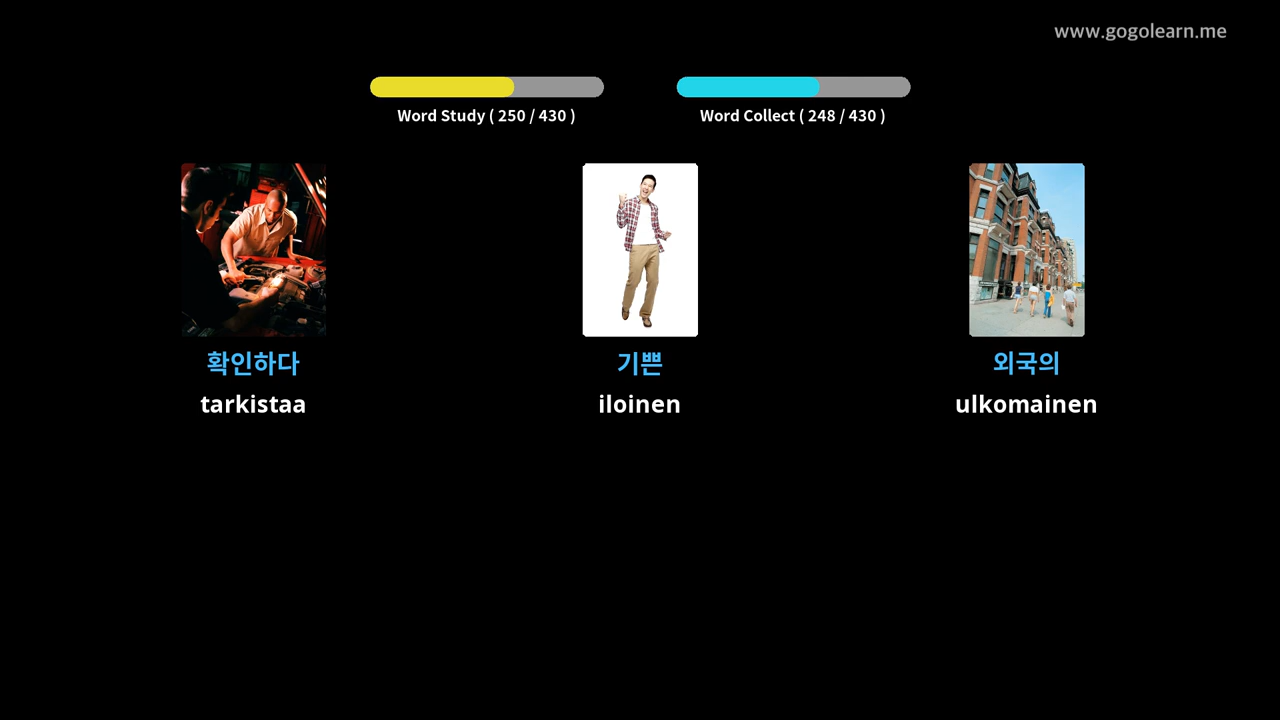 www.gogolearn.me
Word Study ( 250 / 430 )
Word Collect ( 248 / 430 )
확인하다
기쁜
외국의
tarkistaa
iloinen
ulkomainen